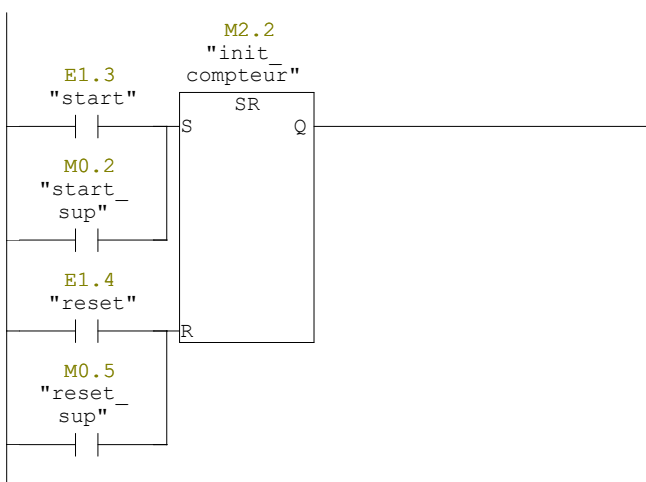 M2.2
"init_
compteur"
E1.3
"start"
SR
S
Q
M0.2
"start_
sup"
E1.4
"reset"
R
M0.5
"reset_
sup"